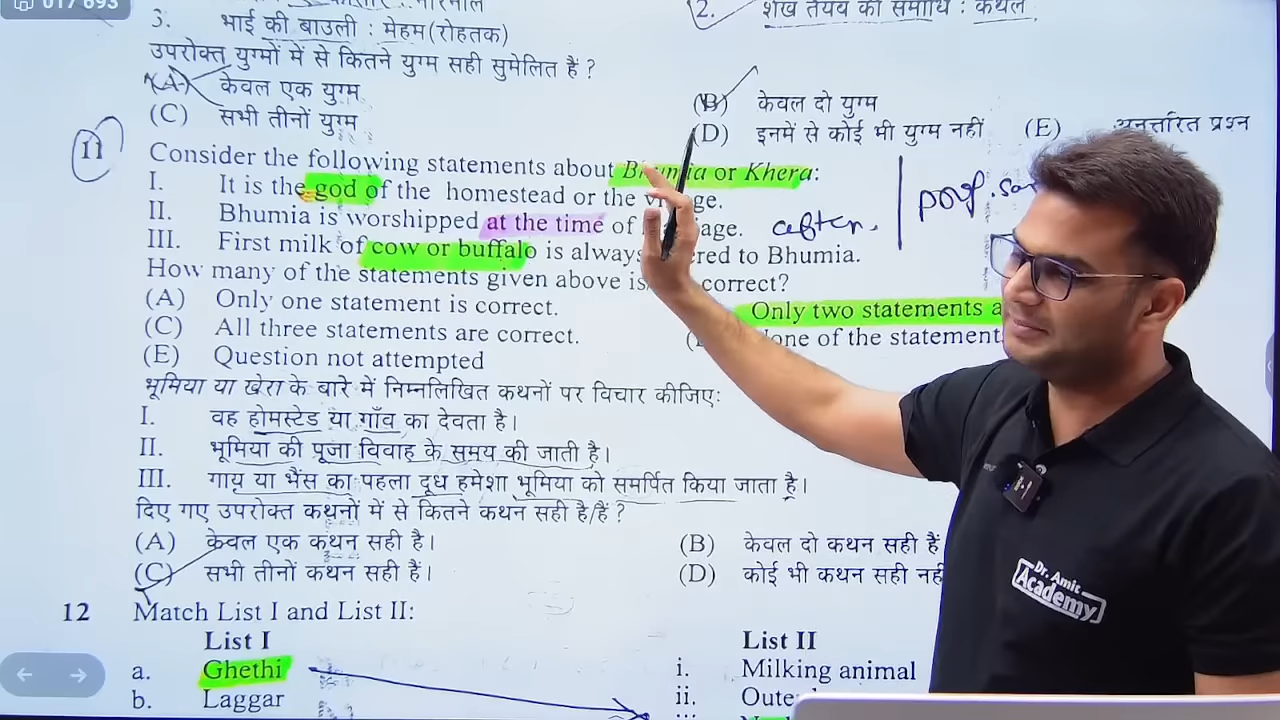 017 693
3. भाई की बाउली : मेहम(रोहतक)
2. शेख तैयब की समाधि : कैथल
उपरोक्त युग्मों में से कितने युग्म सही सुमेलित हैं ?
(A) केवल एक युग्म
(B) केवल दो युग्म
(C) सभी तीनों युग्म
(D) इनमें से कोई भी युग्म नहीं (E) अनुत्तरित प्रश्न
11 Consider the following statements about Bhumia or Khera:
I. It is the god of the homestead or the village.
II. Bhumia is worshipped at the time of after.
III. First milk of cow or buffalo is always to Bhumia.
How many of the statements given above is correct?
(A) Only one statement is correct.
Only two statements
(C) All three statements are correct.
of the statement
(E) Question not attempted
भूमिया या खेरा के बारे में निम्नलिखित कथनों पर विचार कीजिए:
I. वह होमस्टेड या गाँव का देवता है।
II. भूमिया की पूजा विवाह के समय की जाती है।
III. गाय या भैंस का पहला दूध हमेशा भूमिया को समर्पित किया जाता है।
दिए गए उपरोक्त कथनों में से कितने कथन सही है/हैं ?
(A) केवल एक कथन सही है।
(B) केवल दो कथन सही हैं
(C) सभी तीनों कथन सही हैं।
(D) कोई भी कथन सही
12 Match List I and List II:
List I List II
a. Ghethi i. Milking animal
b. Laggar ii.
Dr. Amit
Academy